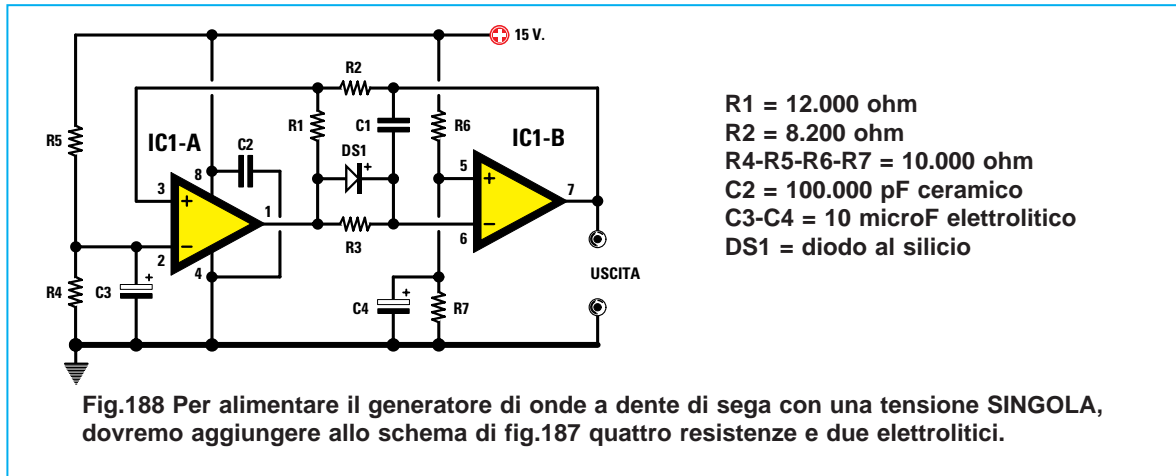 15 V.
R2
R1
C1
R6
IC1-B
R5
IC1-A
C2
DS1
+
8
3
+
5
+
7
1
−
2
R3
−
6
4
USCITA
R4
C3
+
C4
+
R7
R1 = 12.000 ohm
R2 = 8.200 ohm
R4-R5-R6-R7 = 10.000 ohm
C2 = 100.000 pF ceramico
C3-C4 = 10 microF elettrolitico
DS1 = diodo al silicio
Fig.188 Per alimentare il generatore di onde a dente di sega con una tensione SINGOLA,
dovremo aggiungere allo schema di fig.187 quattro resistenze e due elettrolitici.